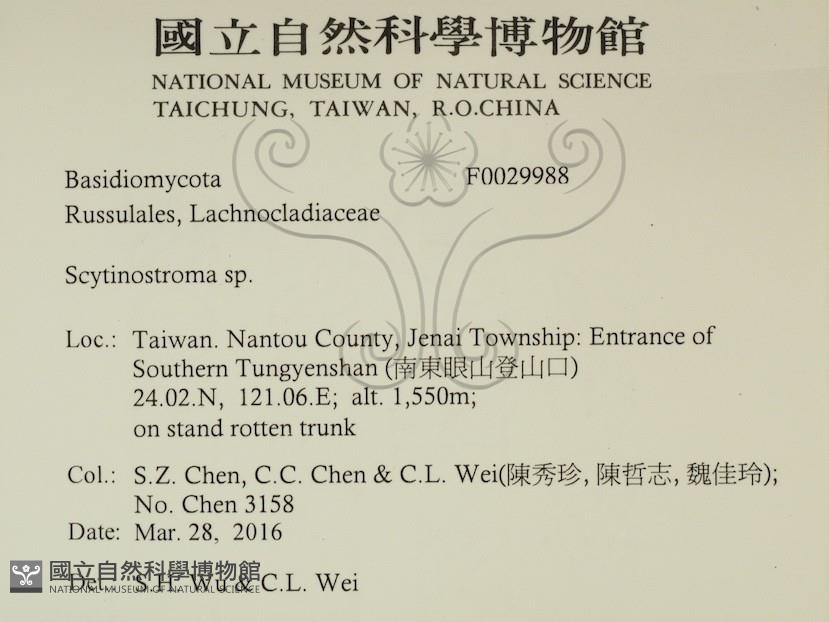 國立自然科學博物館
NATIONAL MUSEUM OF NATURAL SCIENCE
TAICHUNG, TAIWAN, R.O.CHINA
Basidiomycota F0029988
Russulales, Lachnocladiaceae
Scytinostroma sp.
Loc.: Taiwan. Nantou County, Jenai Township: Entrance of
Southern Tungyenshan (南東眼山登山口)
24.02.N, 121.06.E; alt. 1,550m;
on stand rotten trunk
Col.: S.Z. Chen, C.C. Chen & C.L. Wei(陳秀珍, 陳哲志, 魏佳玲);
No. Chen 3158
Date: Mar. 28, 2016
Det.: S.H. Wu & C.L. Wei
國立自然科學博物館
NATIONAL MUSEUM OF NATURAL SCIENCE